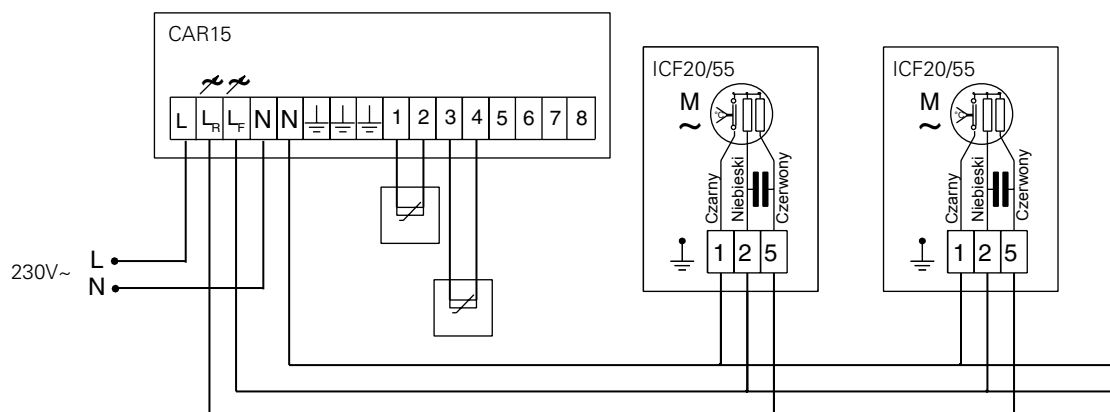 CAR15
L LR LF N N 1 2 3 4 5 6 7 8
230V~
L
N
ICF20/55
M
~
°C
Czarny
Niebieski
Czerwony
1 2 5
ICF20/55
M
~
°C
Czarny
Niebieski
Czerwony
1 2 5